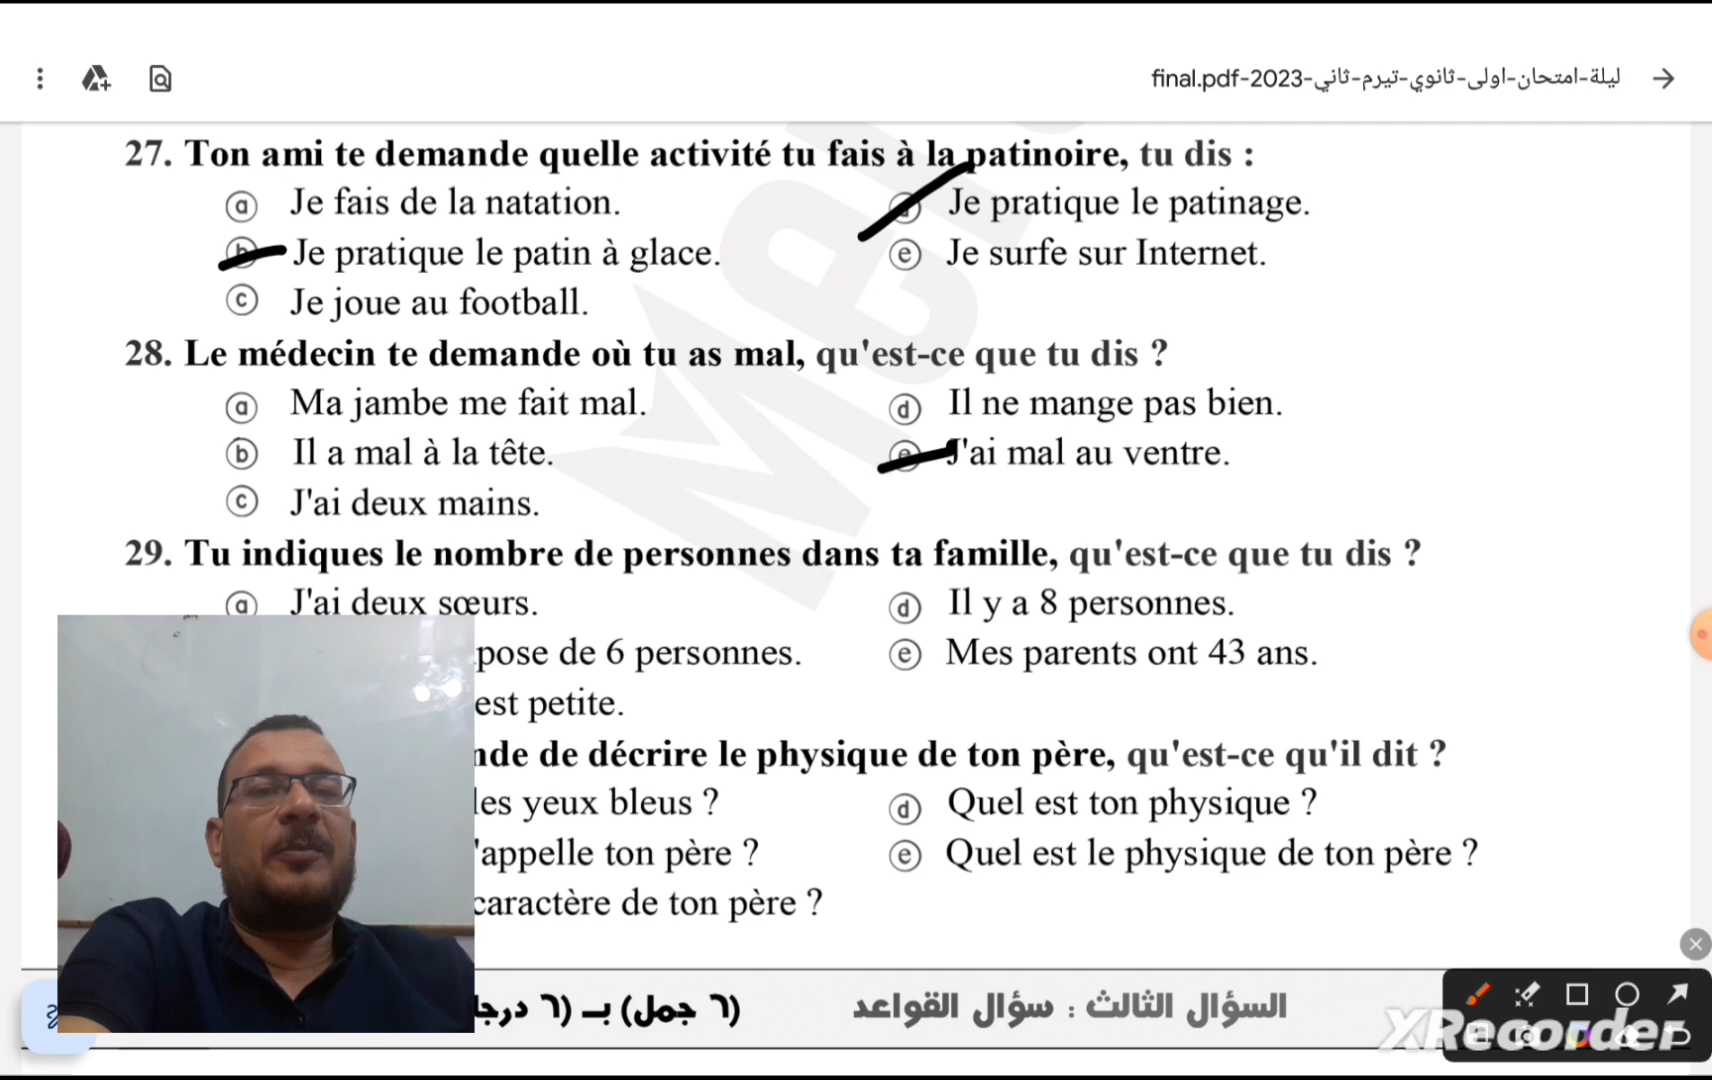 final.pdf-2023-ليلة-امتحان-اولى-ثانوي-تيرم-ثاني
27. Ton ami te demande quelle activité tu fais à la patinoire, tu dis :
ⓐ Je fais de la natation.
Je pratique le patinage.
ⓑ Je pratique le patin à glace.
ⓔ Je surfe sur Internet.
ⓒ Je joue au football.
28. Le médecin te demande où tu as mal, qu'est-ce que tu dis ?
ⓐ Ma jambe me fait mal.
ⓓ Il ne mange pas bien.
ⓑ Il a mal à la tête.
ⓔ J'ai mal au ventre.
ⓒ J'ai deux mains.
29. Tu indiques le nombre de personnes dans ta famille, qu'est-ce que tu dis ?
ⓐ J'ai deux sœurs.
ⓓ Il y a 8 personnes.
pose de 6 personnes.
ⓔ Mes parents ont 43 ans.
est petite.
nde de décrire le physique de ton père, qu'est-ce qu'il dit ?
les yeux bleus ?
ⓓ Quel est ton physique ?
'appelle ton père ?
ⓔ Quel est le physique de ton père ?
caractère de ton père ?
السؤال الثالث : سؤال القواعد (٦ جمل) بـ (٦ درجا
XRecorder